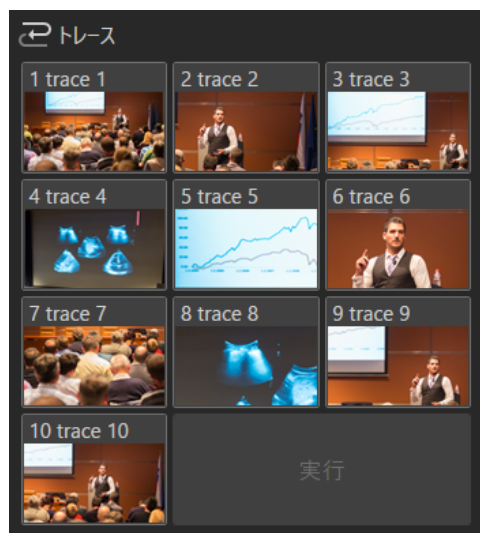 トレース
1 trace 1
2 trace 2
3 trace 3
4 trace 4
5 trace 5
6 trace 6
7 trace 7
8 trace 8
9 trace 9
10 trace 10
実行